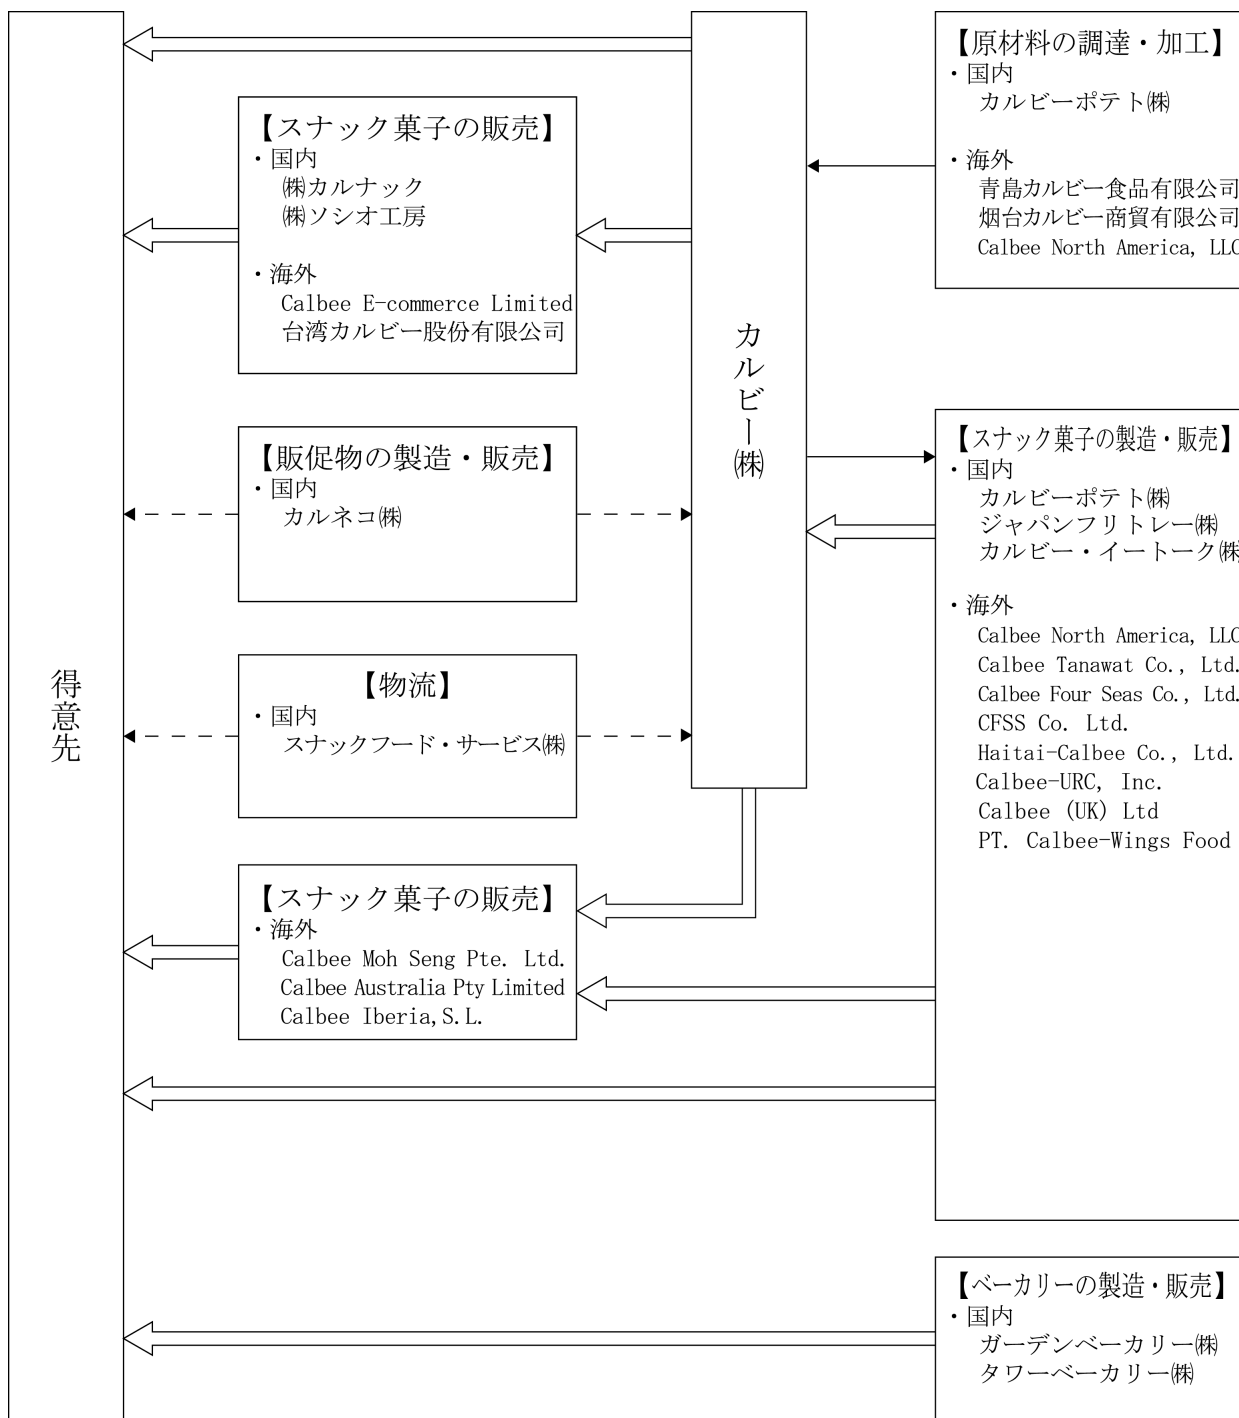 得意先
【スナック菓子の販売】
・国内
㈱カルナック
㈱ソシオ工房
・海外
Calbee E-commerce Limited
台湾カルビー股份有限公司
【販促物の製造・販売】
・国内
カルネコ㈱
【物流】
・国内
スナックフード・サービス㈱
【スナック菓子の販売】
・海外
Calbee Moh Seng Pte. Ltd.
Calbee Australia Pty Limited
Calbee Iberia,S.L.
カルビー㈱
【原材料の調達・加工】
・国内
カルビーポテト㈱
・海外
青島カルビー食品有限公司
烟台カルビー商貿有限公司
Calbee North America, LLC
【スナック菓子の製造・販売】
・国内
カルビーポテト㈱
ジャパンフリトレー㈱
カルビー・イートーク㈱
・海外
Calbee North America, LLC
Calbee Tanawat Co., Ltd.
Calbee Four Seas Co., Ltd.
CFSS Co. Ltd.
Haitai-Calbee Co., Ltd.
Calbee-URC, Inc.
Calbee (UK) Ltd
PT. Calbee-Wings Food
【ベーカリーの製造・販売】
・国内
ガーデンベーカリー㈱
タワーベーカリー㈱